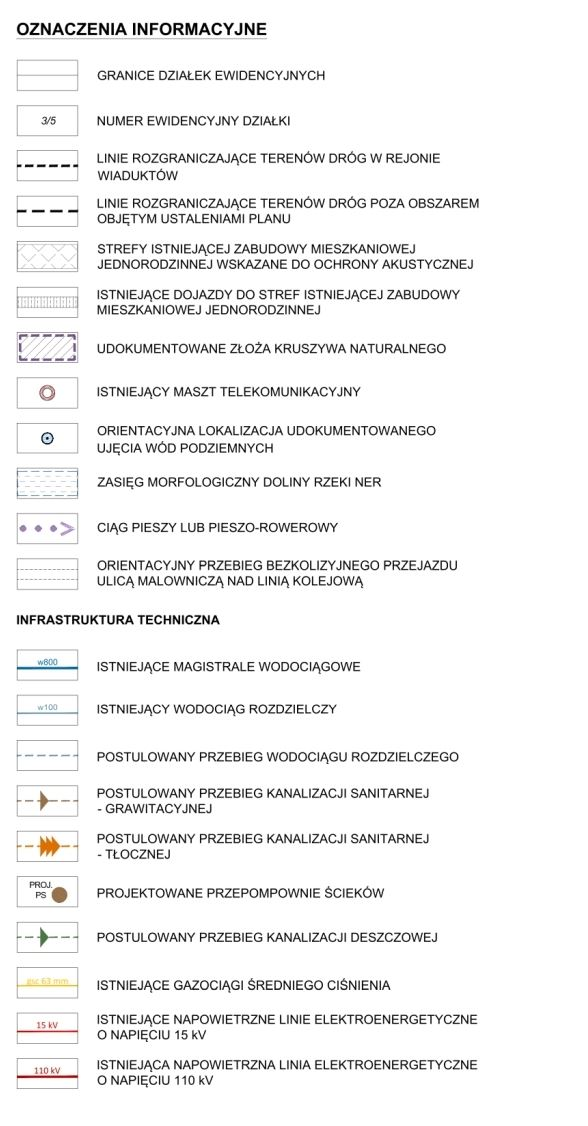 OZNACZENIA INFORMACYJNE
GRANICE DZIAŁEK EWIDENCYJNYCH
3/5
NUMER EWIDENCYJNY DZIAŁKI
LINIE ROZGRANICZAJĄCE TERENÓW DRÓG W REJONIE
WIADUKTÓW
LINIE ROZGRANICZAJĄCE TERENÓW DRÓG POZA OBSZAREM
OBJĘTYM USTALENIAMI PLANU
STREFY ISTNIEJĄCEJ ZABUDOWY MIESZKANIOWEJ
JEDNORODZINNEJ WSKAZANE DO OCHRONY AKUSTYCZNEJ
ISTNIEJĄCE DOJAZDY DO STREF ISTNIEJĄCEJ ZABUDOWY
MIESZKANIOWEJ JEDNORODZINNEJ
UDOKUMENTOWANE ZŁOŻA KRUSZYWA NATURALNEGO
ISTNIEJĄCY MASZT TELEKOMUNIKACYJNY
ORIENTACYJNA LOKALIZACJA UDOKUMENTOWANEGO
UJĘCIA WÓD PODZIEMNYCH
ZASIĘG MORFOLOGICZNY DOLINY RZEKI NER
CIĄG PIESZY LUB PIESZO-ROWEROWY
ORIENTACYJNY PRZEBIEG BEZKOLIZYJNEGO PRZEJAZDU
ULICĄ MALOWNICZĄ NAD LINIĄ KOLEJOWĄ
INFRASTRUKTURA TECHNICZNA
w800
ISTNIEJĄCE MAGISTRALE WODOCIĄGOWE
w100
ISTNIEJĄCY WODOCIĄG ROZDZIELCZY
POSTULOWANY PRZEBIEG WODOCIĄGU ROZDZIELCZEGO
POSTULOWANY PRZEBIEG KANALIZACJI SANITARNEJ
- GRAWITACYJNEJ
POSTULOWANY PRZEBIEG KANALIZACJI SANITARNEJ
- TŁOCZNEJ
PROJ.
PS
PROJEKTOWANE PRZEPOMPOWNIE ŚCIEKÓW
POSTULOWANY PRZEBIEG KANALIZACJI DESZCZOWEJ
gsc 63 mm
ISTNIEJĄCE GAZOCIĄGI ŚREDNIEGO CIŚNIENIA
15 kV
ISTNIEJĄCE NAPOWIETRZNE LINIE ELEKTROENERGETYCZNE
O NAPIĘCIU 15 kV
110 kV
ISTNIEJĄCA NAPOWIETRZNA LINIA ELEKTROENERGETYCZNE
O NAPIĘCIU 110 kV